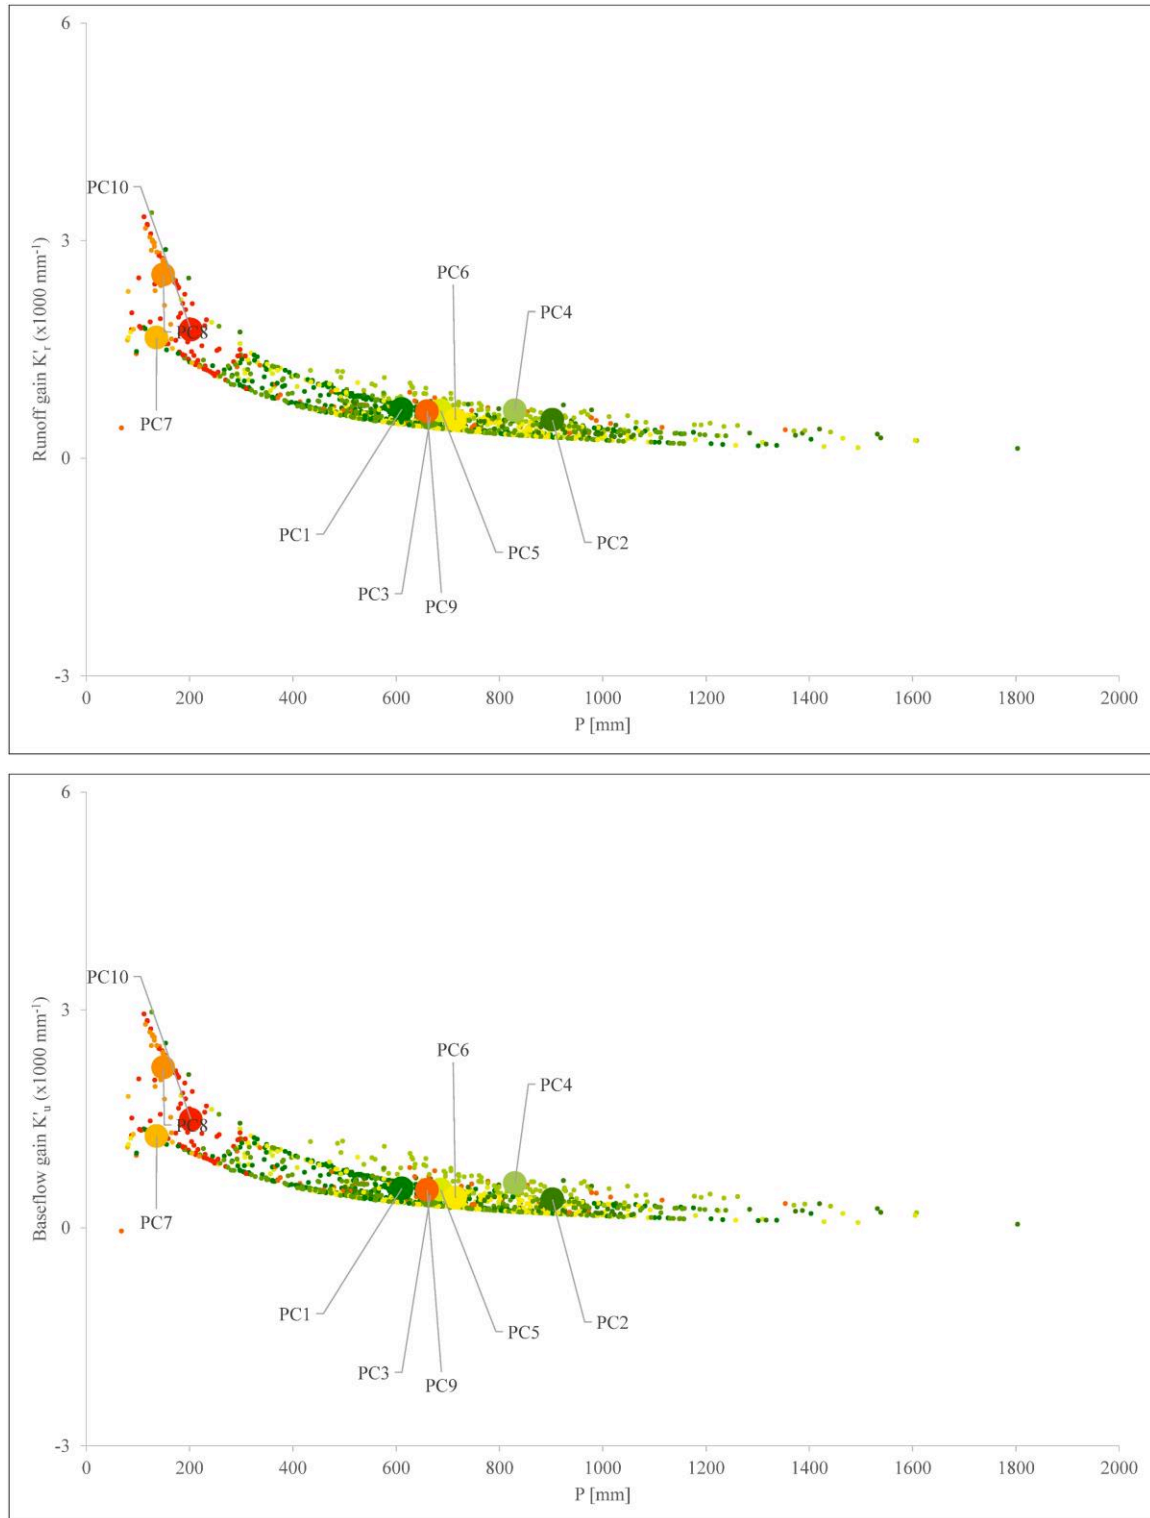 6
PC10
3
PC6
PC4
PC8
PC7
Runoff gain K'r (x1000 mm-1)
0
PC1
PC5
PC2
PC3
PC9
-3
0 200 400 600 800 1000 1200 1400 1600 1800 2000
P [mm]
6
PC10
3
PC6
PC4
PC8
PC7
Baseflow gain K'u (x1000 mm-1)
0
PC1
PC5
PC2
PC3
PC9
-3
0 200 400 600 800 1000 1200 1400 1600 1800 2000
P [mm]